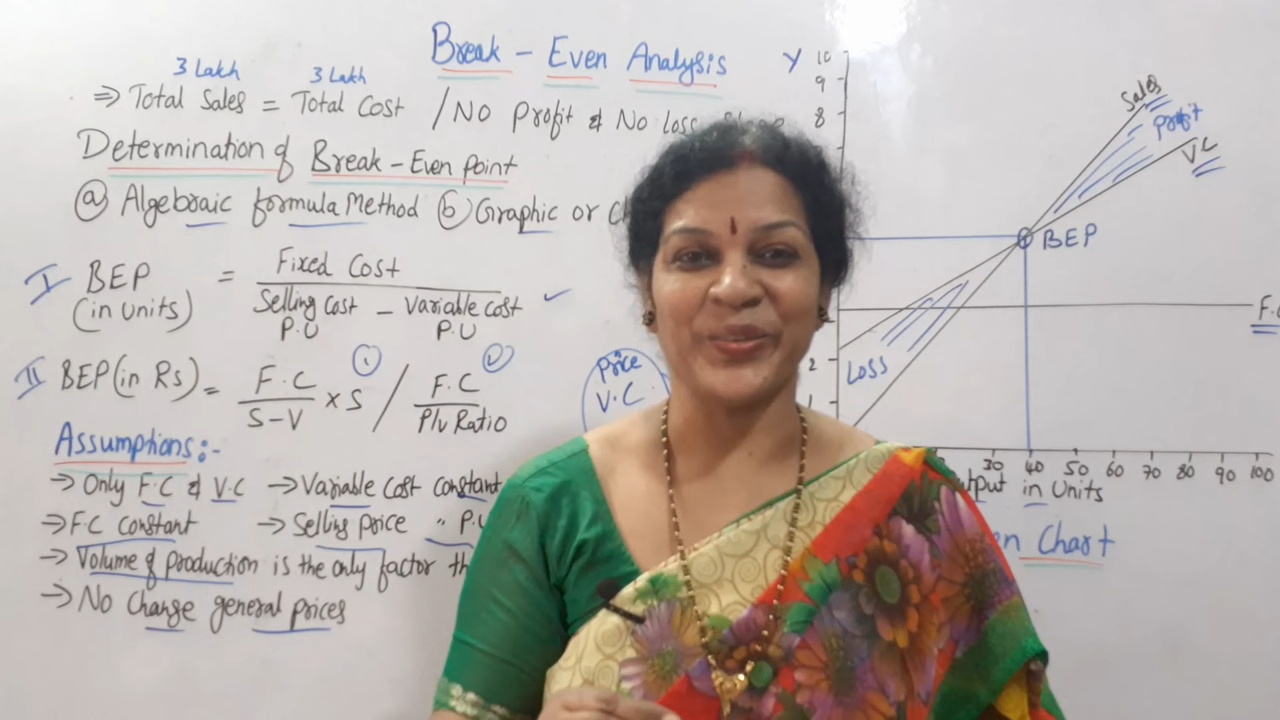 Break - Even Analysis
3 Lakh 3 Lakh
⇒ Total Sales = Total Cost / No Profit & No loss
Determination of Break - Even Point
ⓐ Algebraic formula Method ⓑ Graphic or
I BEP (in units) = Fixed Cost / Selling Cost P.U - Variable cost P.U ✓
II BEP (in Rs) = F.C / S-V × S / F.C / P/v Ratio
Price
V.C
Assumptions:-
→ Only F.C & V.C → Variable cost constant
→ F.C constant → Selling price " P.U
→ Volume of production is the only factor
→ No change general prices
Y 10
9
8
2
1
Sales
Profit
V.C
BEP
F.C
Loss
30 40 50 60 70 80 90 100
in Units
Chart